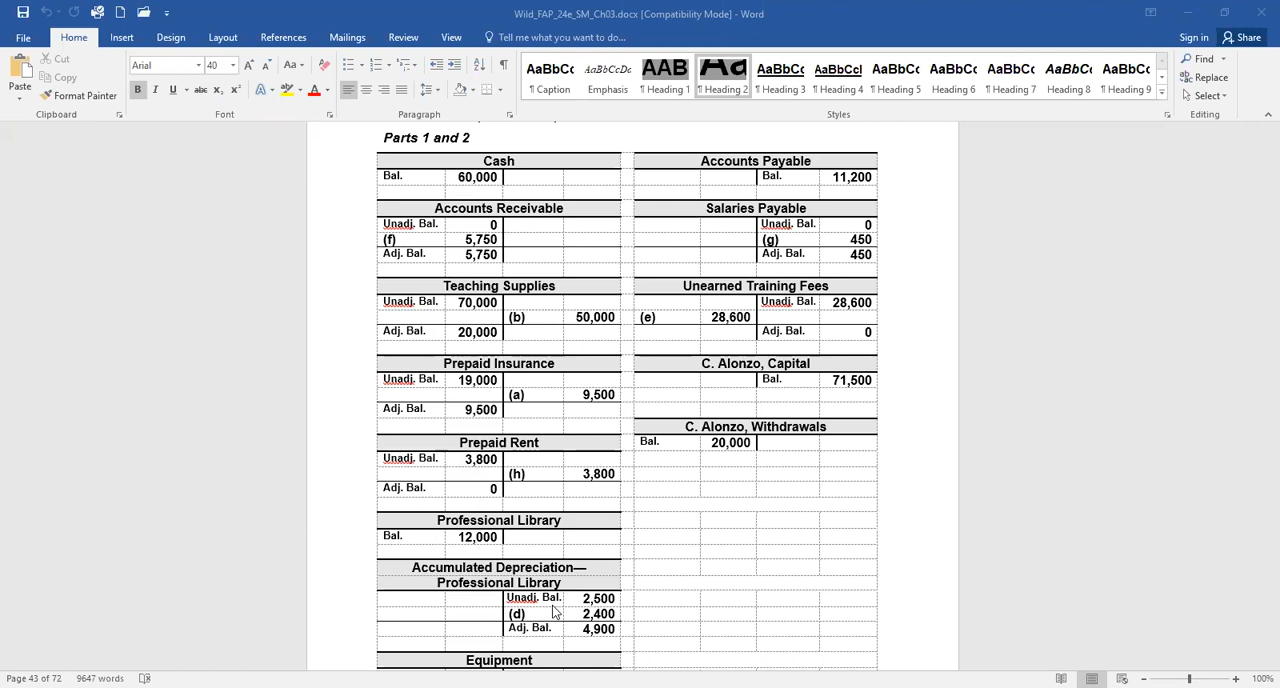 Wild_FAP_24e_SM_Ch03.docx [Compatibility Mode] - Word
File Home Insert Design Layout References Mailings Review View Tell me what you want to do... Sign in Share
Paste
Cut
Copy
Format Painter
Clipboard
Arial 40
Font
Paragraph
AaBbCc AaBbCcDc AAB Aa AaBbCc AaBbCcI AaBbCc AaBbCc AaBbCc AaBbCc AaBbCc
¶ Caption Emphasis ¶ Heading 1 ¶ Heading 2 ¶ Heading 3 ¶ Heading 4 ¶ Heading 5 Heading 6 ¶ Heading 7 ¶ Heading 8 ¶ Heading 9
Styles
Find
Replace
Select
Editing
Parts 1 and 2
Cash
Bal. 60,000
Accounts Receivable
Unadj. Bal. 0
(f) 5,750
Adj. Bal. 5,750
Teaching Supplies
Unadj. Bal. 70,000
(b) 50,000
Adj. Bal. 20,000
Prepaid Insurance
Unadj. Bal. 19,000
(a) 9,500
Adj. Bal. 9,500
Prepaid Rent
Unadj. Bal. 3,800
(h) 3,800
Adj. Bal. 0
Professional Library
Bal. 12,000
Accumulated Depreciation—
Professional Library
Unadj. Bal. 2,500
(d) 2,400
Adj. Bal. 4,900
Equipment
Accounts Payable
Bal. 11,200
Salaries Payable
Unadj. Bal. 0
(g) 450
Adj. Bal. 450
Unearned Training Fees
Unadj. Bal. 28,600
(e) 28,600
Adj. Bal. 0
C. Alonzo, Capital
Bal. 71,500
C. Alonzo, Withdrawals
Bal. 20,000
Page 43 of 72 9647 words 100%